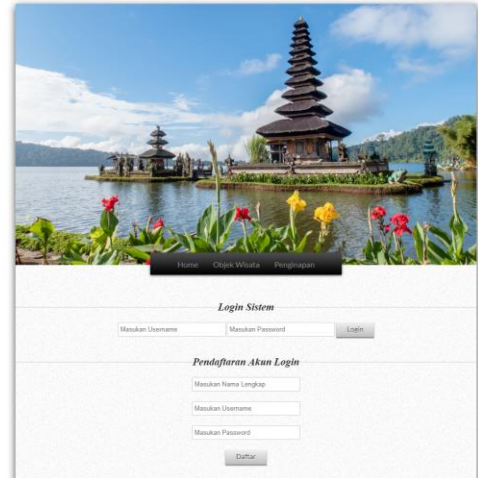 Home Objek Wisata Penginapan
Login Sistem
Masukan Username Masukan Password Login
Pendaftaran Akun Login
Masukan Nama Lengkap
Masukan Username
Masukan Password
Daftar